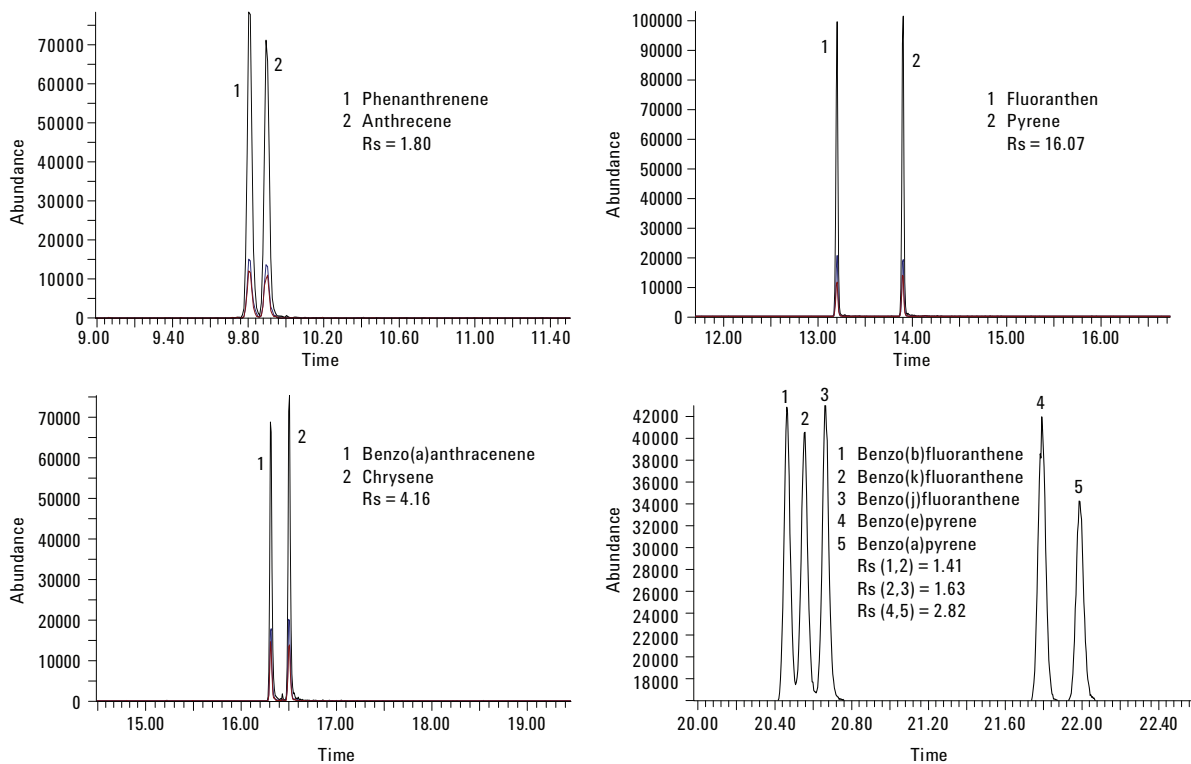 70000
60000
50000
40000
30000
20000
10000
0
Abundance
1
2
1 Phenanthrenene
2 Anthrecene
Rs = 1.80
9.00 9.40 9.80 10.20 10.60 11.00 11.40
Time
100000
90000
80000
70000
60000
50000
40000
30000
20000
10000
0
Abundance
1
2
1 Fluoranthen
2 Pyrene
Rs = 16.07
12.00 13.00 14.00 15.00 16.00
Time
70000
60000
50000
40000
30000
20000
10000
0
Abundance
1
2
1 Benzo(a)anthracenene
2 Chrysene
Rs = 4.16
15.00 16.00 17.00 18.00 19.00
Time
42000
40000
38000
36000
34000
32000
30000
28000
26000
24000
22000
20000
18000
Abundance
1
2
3
4
5
1 Benzo(b)fluoranthene
2 Benzo(k)fluoranthene
3 Benzo(j)fluoranthene
4 Benzo(e)pyrene
5 Benzo(a)pyrene
Rs (1,2) = 1.41
Rs (2,3) = 1.63
Rs (4,5) = 2.82
20.00 20.40 20.80 21.20 21.60 22.00 22.40
Time